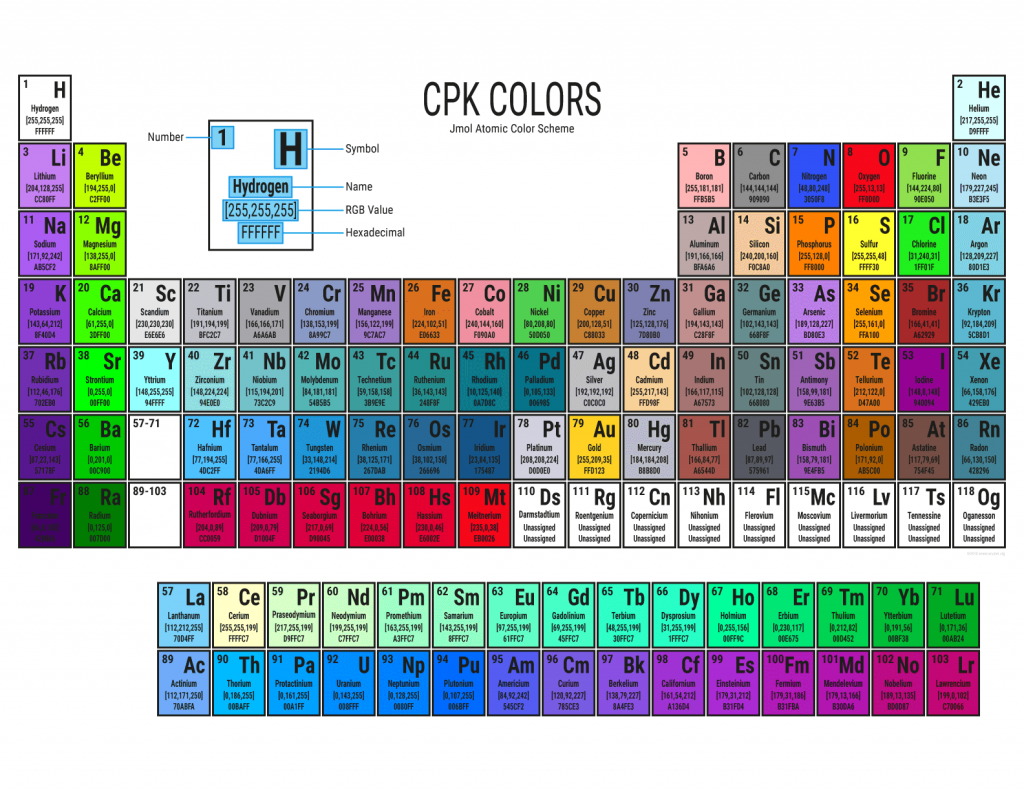 CPK COLORS
Jmol Atomic Color Scheme
Number
1 H
Symbol
Hydrogen
Name
[255,255,255]
RGB Value
FFFFFF
Hexadecimal
1 H 2 He
Hydrogen Helium
[255,255,255] [217,255,255]
FFFFFF D9FFFF
3 Li 4 Be 5 B 6 C 7 N 8 O 9 F 10 Ne
Lithium Beryllium Boron Carbon Nitrogen Oxygen Fluorine Neon
[204,128,255] [194,255,0] [255,181,181] [144,144,144] [48,80,248] [255,13,13] [144,224,80] [179,227,245]
CC80FF C2FF00 FFB5B5 909090 3050F8 FF0D0D 90E050 B3E3F5
11 Na 12 Mg 13 Al 14 Si 15 P 16 S 17 Cl 18 Ar
Sodium Magnesium Aluminum Silicon Phosphorus Sulfur Chlorine Argon
[171,92,242] [138,255,0] [191,166,166] [240,200,160] [255,128,0] [255,255,48] [31,240,31] [128,209,227]
AB5CF2 8AFF00 BFA6A6 F0C8A0 FF8000 FFFF30 1FF01F 80D1E3
19 K 20 Ca 21 Sc 22 Ti 23 V 24 Cr 25 Mn 26 Fe 27 Co 28 Ni 29 Cu 30 Zn 31 Ga 32 Ge 33 As 34 Se 35 Br 36 Kr
Potassium Calcium Scandium Titanium Vanadium Chromium Manganese Iron Cobalt Nickel Copper Zinc Gallium Germanium Arsenic Selenium Bromine Krypton
[143,64,212] [61,255,0] [230,230,230] [191,194,199] [166,166,171] [138,153,199] [156,122,199] [224,102,51] [240,144,160] [80,208,80] [200,128,51] [125,128,176] [194,143,143] [102,143,143] [189,128,227] [255,161,0] [166,41,41] [92,184,209]
8F40D4 3DFF00 E6E6E6 BFC2C7 A6A6AB 8A99C7 9C7AC7 E06633 F090A0 50D050 C88033 7D80B0 C28F8F 668F8F BD80E3 FFA100 A62929 5CB8D1
37 Rb 38 Sr 39 Y 40 Zr 41 Nb 42 Mo 43 Tc 44 Ru 45 Rh 46 Pd 47 Ag 48 Cd 49 In 50 Sn 51 Sb 52 Te 53 I 54 Xe
Rubidium Strontium Yttrium Zirconium Niobium Molybdenum Technetium Ruthenium Rhodium Palladium Silver Cadmium Indium Tin Antimony Tellurium Iodine Xenon
[112,46,176] [0,255,0] [148,255,255] [148,224,224] [115,194,201] [84,181,181] [59,158,158] [36,143,143] [10,125,140] [0,105,133] [192,192,192] [255,217,143] [166,117,115] [102,128,128] [158,99,181] [212,122,0] [148,0,148] [66,158,176]
702EB0 00FF00 94FFFF 94E0E0 73C2C9 54B5B5 3B9E9E 248F8F 0A7D8C 006985 C0C0C0 FFD98F A67573 668080 9E63B5 D47A00 940094 429EB0
55 Cs 56 Ba 57-71 72 Hf 73 Ta 74 W 75 Re 76 Os 77 Ir 78 Pt 79 Au 80 Hg 81 Tl 82 Pb 83 Bi 84 Po 85 At 86 Rn
Cesium Barium Hafnium Tantalum Tungsten Rhenium Osmium Iridium Platinum Gold Mercury Thallium Lead Bismuth Polonium Astatine Radon
[87,23,143] [0,201,0] [77,194,255] [77,166,255] [33,148,214] [38,125,171] [38,102,150] [23,84,135] [208,208,224] [255,209,35] [184,184,208] [166,84,77] [87,89,97] [158,79,181] [171,92,0] [117,79,69] [66,130,150]
57178F 00C900 4DC2FF 4DA6FF 2194D6 267DAB 266696 175487 D0D0E0 FFD123 B8B8D0 A6544D 575961 9E4FB5 AB5C00 754F45 428296
87 Fr 88 Ra 89-103 104 Rf 105 Db 106 Sg 107 Bh 108 Hs 109 Mt 110 Ds 111 Rg 112 Cn 113 Nh 114 Fl 115 Mc 116 Lv 117 Ts 118 Og
Radium Rutherfordium Dubnium Seaborgium Bohrium Hassium Meitnerium Darmstadtium Roentgenium Copernicium Nihonium Flerovium Moscovium Livermorium Tennessine Oganesson
[0,125,0] [204,0,89] [209,0,79] [217,0,69] [224,0,56] [230,0,46] [235,0,38] Unassigned Unassigned Unassigned Unassigned Unassigned Unassigned Unassigned Unassigned Unassigned
007D00 CC0059 D1004F D90045 E00038 E6002E EB0026 Unassigned Unassigned Unassigned Unassigned Unassigned Unassigned Unassigned Unassigned Unassigned
57 La 58 Ce 59 Pr 60 Nd 61 Pm 62 Sm 63 Eu 64 Gd 65 Tb 66 Dy 67 Ho 68 Er 69 Tm 70 Yb 71 Lu
Lanthanum Cerium Praseodymium Neodymium Promethium Samarium Europium Gadolinium Terbium Dysprosium Holmium Erbium Thulium Ytterbium Lutetium
[112,212,255] [255,255,199] [217,255,199] [199,255,199] [163,255,199] [143,255,199] [97,255,199] [69,255,199] [48,255,199] [31,255,199] [0,255,156] [0,230,117] [0,212,82] [0,191,56] [0,171,36]
70D4FF FFFFC7 D9FFC7 C7FFC7 A3FFC7 8FFFC7 61FFC7 45FFC7 30FFC7 1FFFC7 00FF9C 00E675 00D452 00BF38 00AB24
89 Ac 90 Th 91 Pa 92 U 93 Np 94 Pu 95 Am 96 Cm 97 Bk 98 Cf 99 Es 100 Fm 101 Md 102 No 103 Lr
Actinium Thorium Protactinium Uranium Neptunium Plutonium Americium Curium Berkelium Californium Einsteinium Fermium Mendelevium Nobelium Lawrencium
[112,171,250] [0,186,255] [0,161,255] [0,143,255] [0,128,255] [0,107,255] [84,92,242] [120,92,227] [138,79,227] [161,54,212] [179,31,212] [179,31,186] [179,13,166] [189,13,135] [199,0,102]
70ABFA 00BAFF 00A1FF 008FFF 0080FF 006BFF 545CF2 785CE3 8A4FE3 A136D4 B31FD4 B31FBA B30DA6 BD0D87 C70066